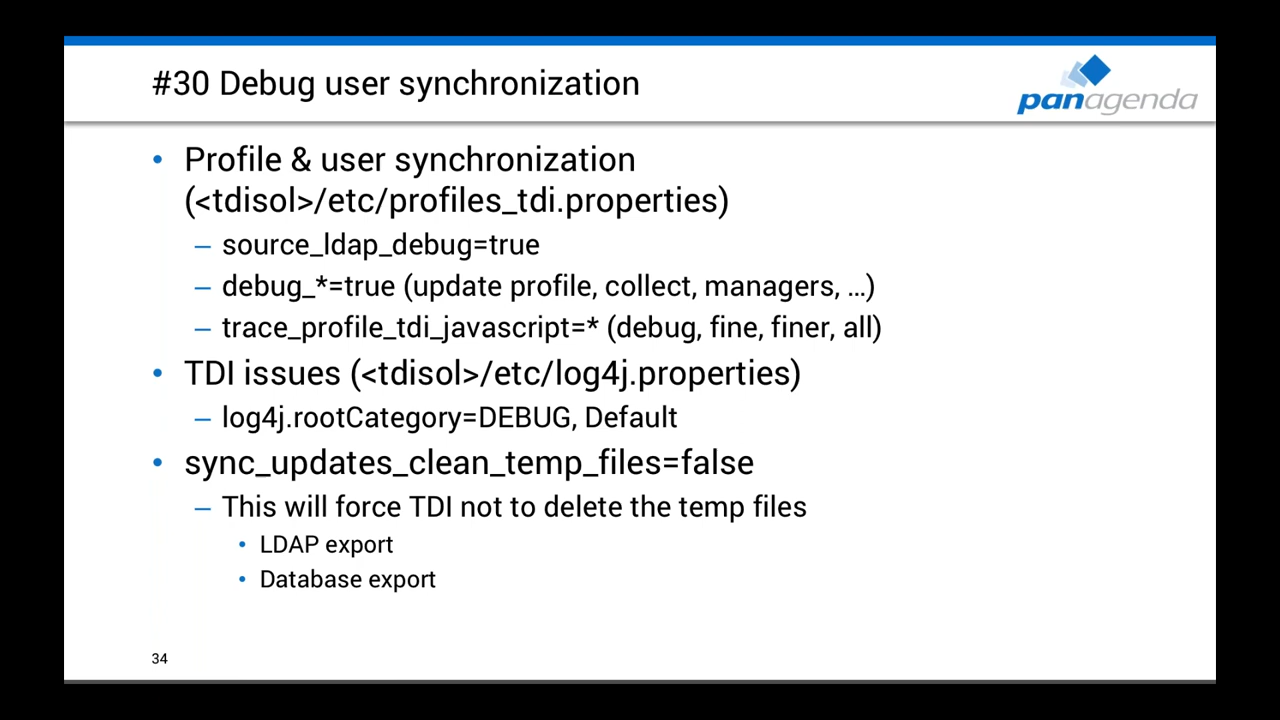 #30 Debug user synchronization
panagenda
• Profile & user synchronization
(<tdisol>/etc/profiles_tdi.properties)
– source_ldap_debug=true
– debug_*=true (update profile, collect, managers, …)
– trace_profile_tdi_javascript=* (debug, fine, finer, all)
• TDI issues (<tdisol>/etc/log4j.properties)
– log4j.rootCategory=DEBUG, Default
• sync_updates_clean_temp_files=false
– This will force TDI not to delete the temp files
• LDAP export
• Database export
34